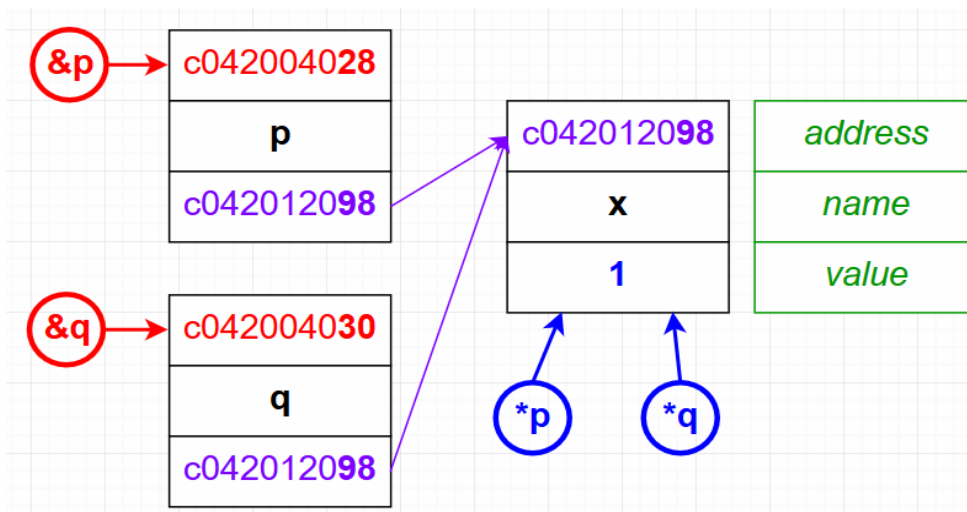 &p
c042004028
p
c042012098
&q
c042004030
q
c042012098
c042012098
x
1
*p
*q
address
name
value